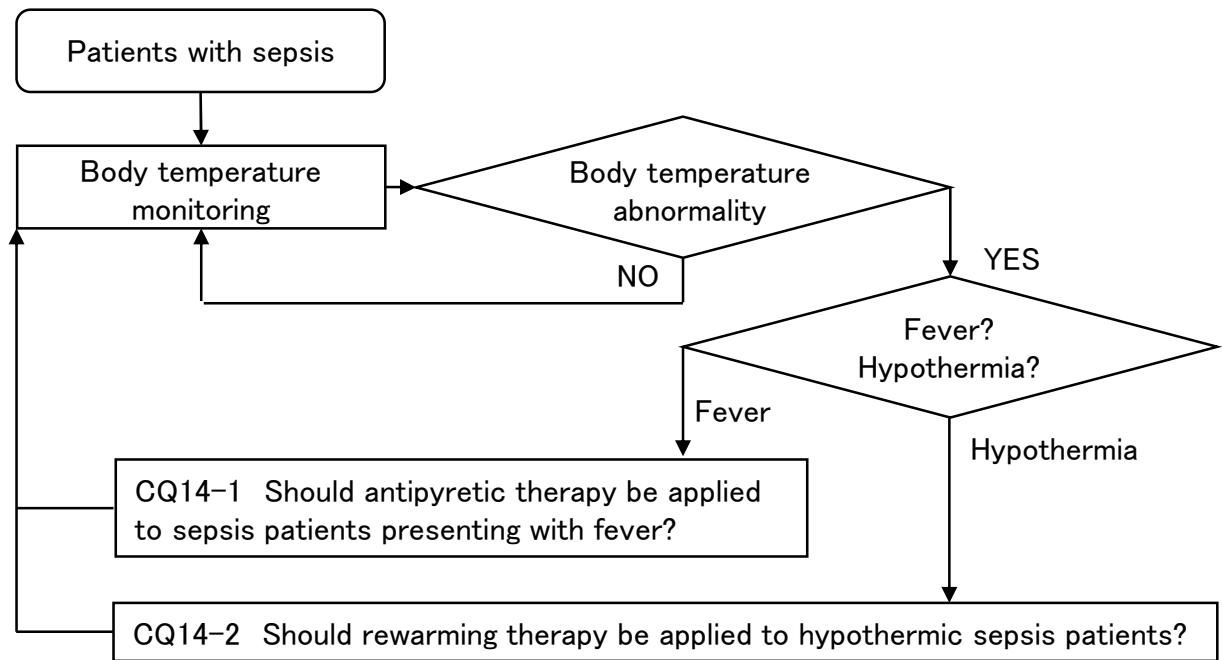 Patients with sepsis
Body temperature
monitoring
Body temperature
abnormality
NO
YES
Fever?
Hypothermia?
Fever
Hypothermia
CQ14-1 Should antipyretic therapy be applied
to sepsis patients presenting with fever?
CQ14-2 Should rewarming therapy be applied to hypothermic sepsis patients?